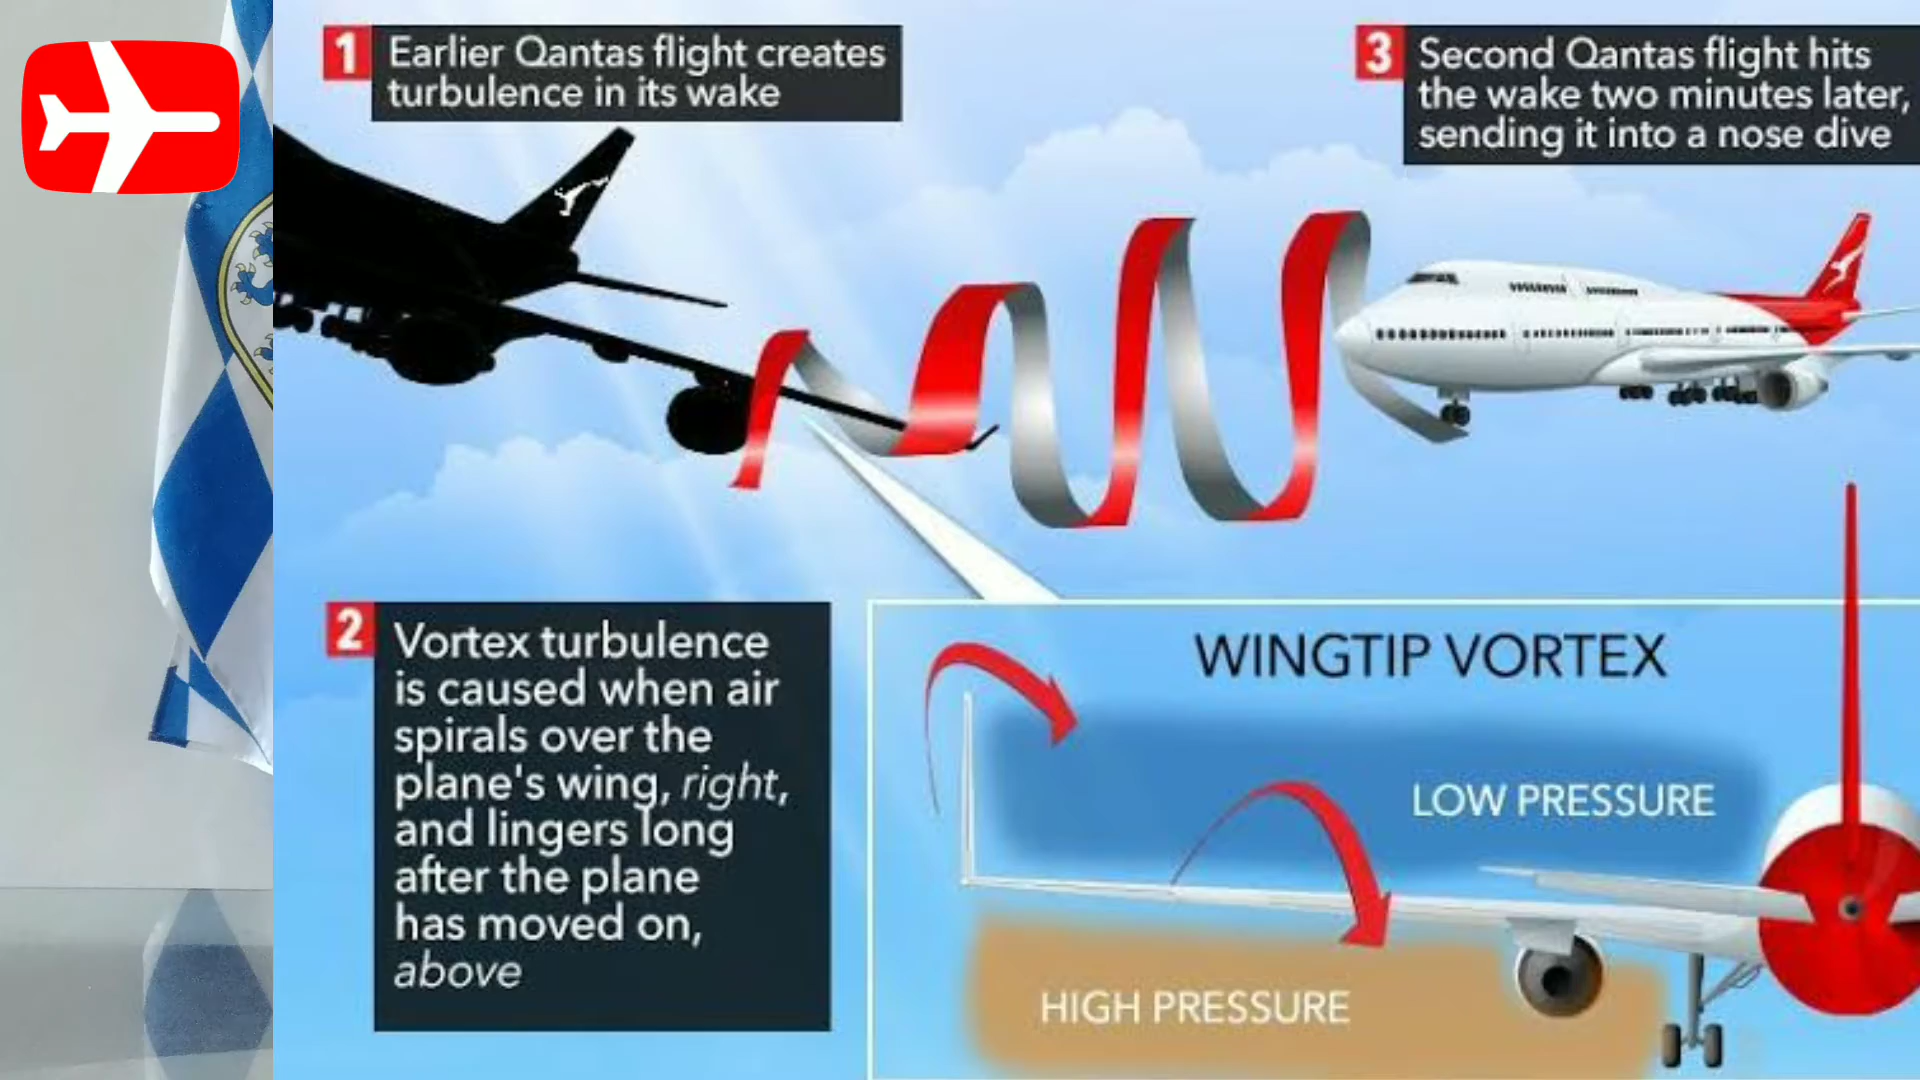 1
Earlier Qantas flight creates
turbulence in its wake
3
Second Qantas flight hits
the wake two minutes later,
sending it into a nose dive
2
Vortex turbulence
is caused when air
spirals over the
plane's wing, right,
and lingers long
after the plane
has moved on,
above
WINGTIP VORTEX
LOW PRESSURE
HIGH PRESSURE